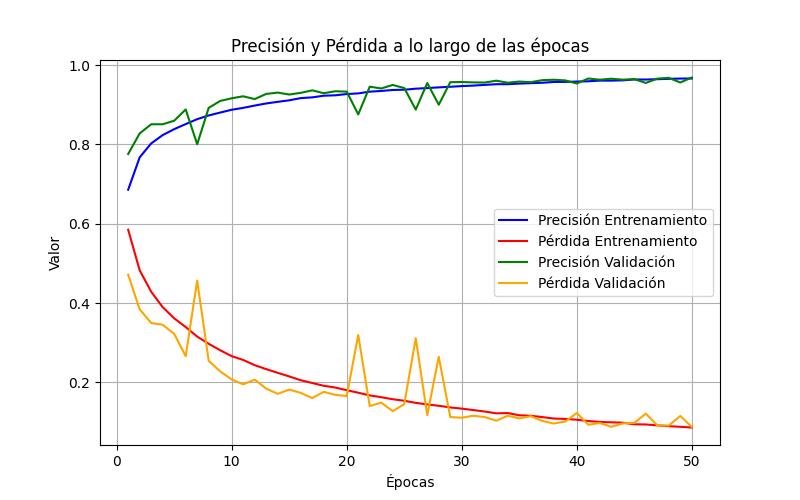 Precisión y Pérdida a lo largo de las épocas
1.0
0.8
0.6
0.4
0.2
Valor
Precisión Entrenamiento
Pérdida Entrenamiento
Precisión Validación
Pérdida Validación
0 10 20 30 40 50
Épocas